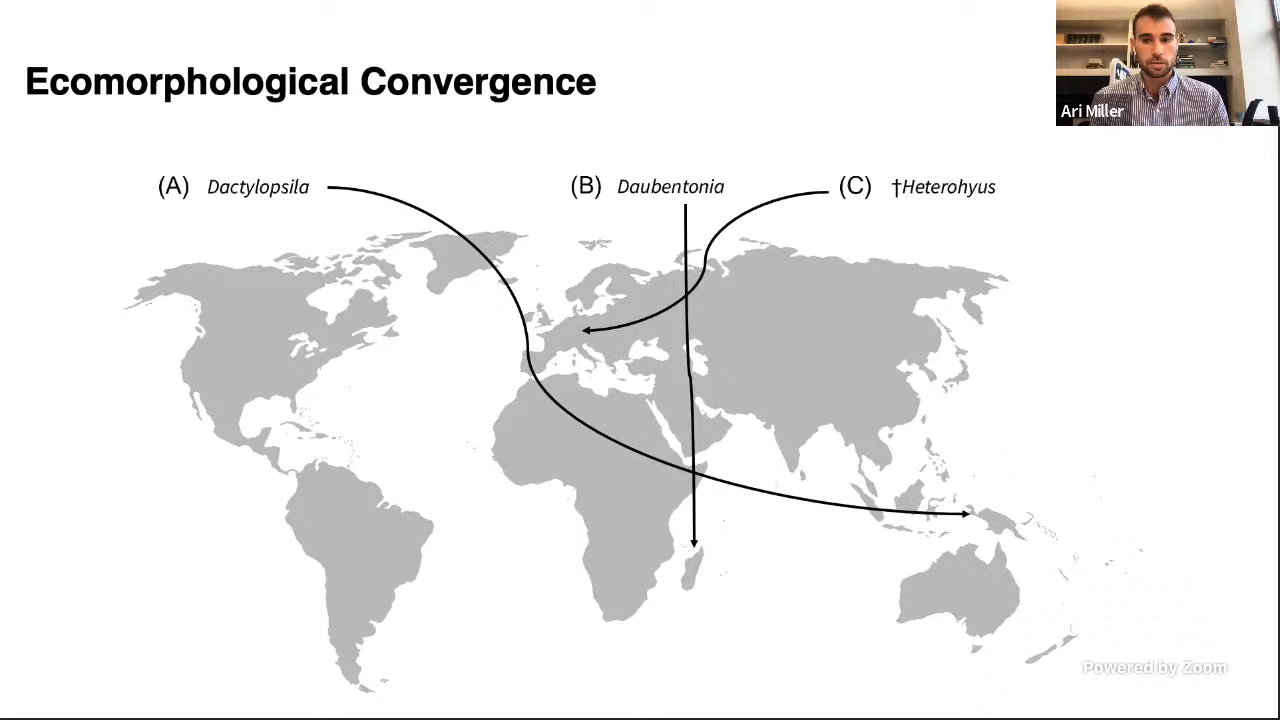 Ecomorphological Convergence
Ari Miller
(A) Dactylopsila
(B) Daubentonia
(C) †Heterohyus
Powered by Zoom